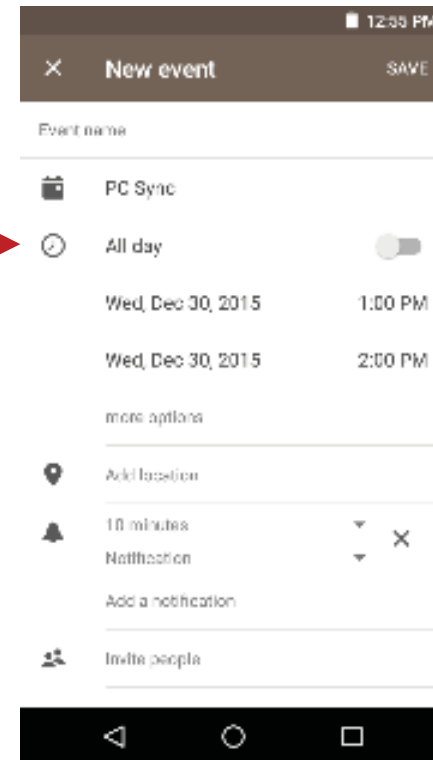 12:55 PM
New event SAVE
Event name
PC Sync
All day
Wed, Dec 30, 2015 1:00 PM
Wed, Dec 30, 2015 2:00 PM
more options
Add location
10 minutes
Notification
Add a notification
Invite people